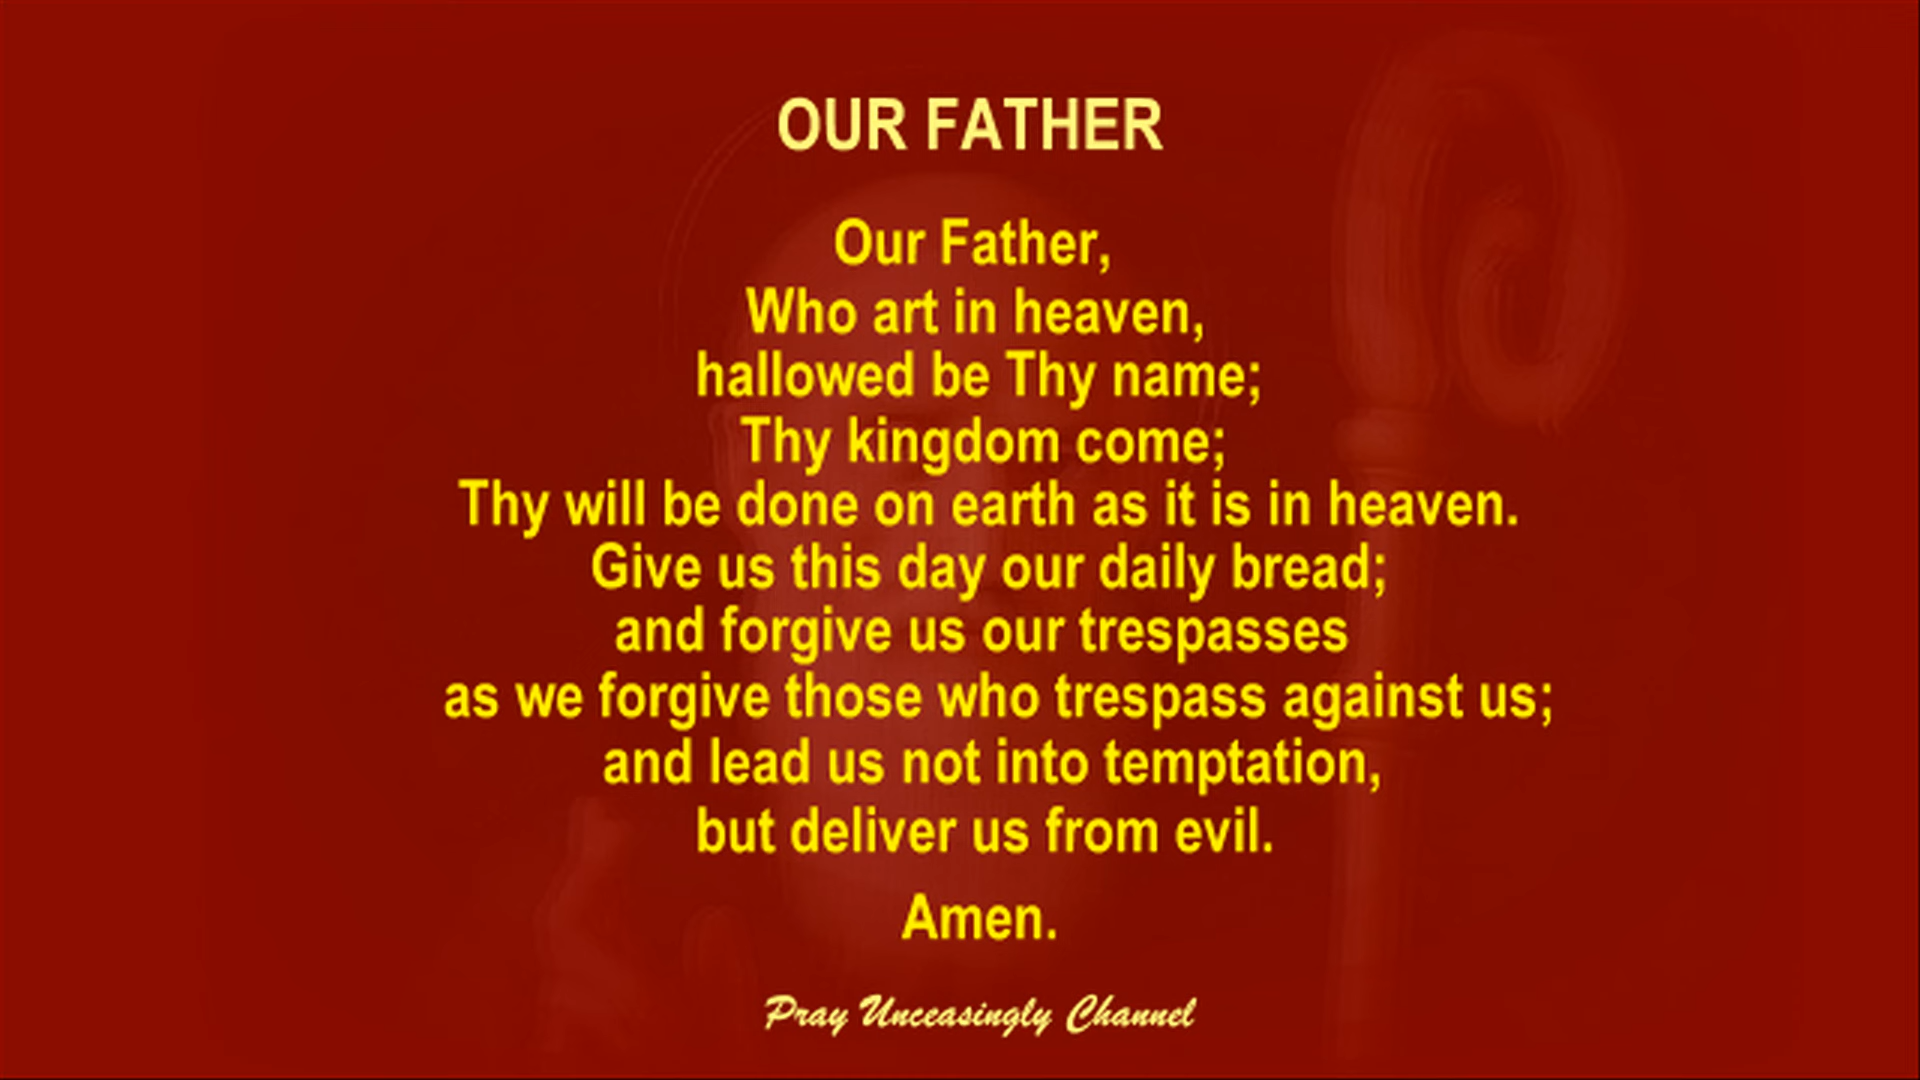 OUR FATHER
Our Father,
Who art in heaven,
hallowed be Thy name;
Thy kingdom come;
Thy will be done on earth as it is in heaven.
Give us this day our daily bread;
and forgive us our trespasses
as we forgive those who trespass against us;
and lead us not into temptation,
but deliver us from evil.
Amen.
Pray Unceasingly Channel